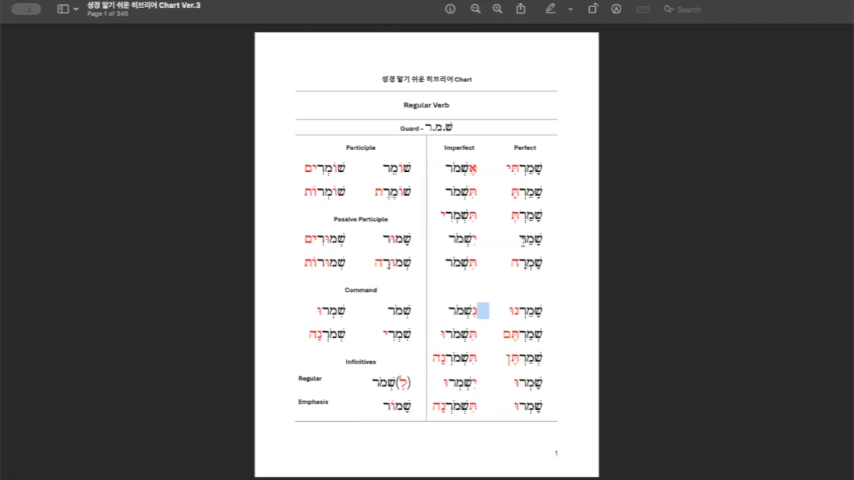 성경 알기 쉬운 히브리어 Chart Ver.3
Page 1 of 345
Search
성경 알기 쉬운 히브리어 Chart
Regular Verb
Guard - שׁ.מ.ר
Participle Imperfect Perfect
שׁוֹמְרִים שׁוֹמֵר אֶשְׁמֹר שָׁמַרְתִּי
שׁוֹמְרוֹת שׁוֹמֶרֶת תִּשְׁמֹר שָׁמַרְתָּ
תִּשְׁמְרִי שָׁמַרְתְּ
Passive Participle
שְׁמוּרִים שָׁמוּר יִשְׁמֹר שָׁמַר
שְׁמוּרוֹת שְׁמוּרָה תִּשְׁמֹר שָׁמְרָה
Command
שִׁמְרוּ שְׁמֹר נִשְׁמֹר שָׁמַרְנוּ
שְׁמֹרְנָה שִׁמְרִי תִּשְׁמְרוּ שְׁמַרְתֶּם
תִּשְׁמֹרְנָה שְׁמַרְתֶּן
Infinitives
Regular (לִ)שְׁמֹר יִשְׁמְרוּ שָׁמְרוּ
Emphasis שָׁמוֹר תִּשְׁמֹרְנָה שָׁמְרוּ
1